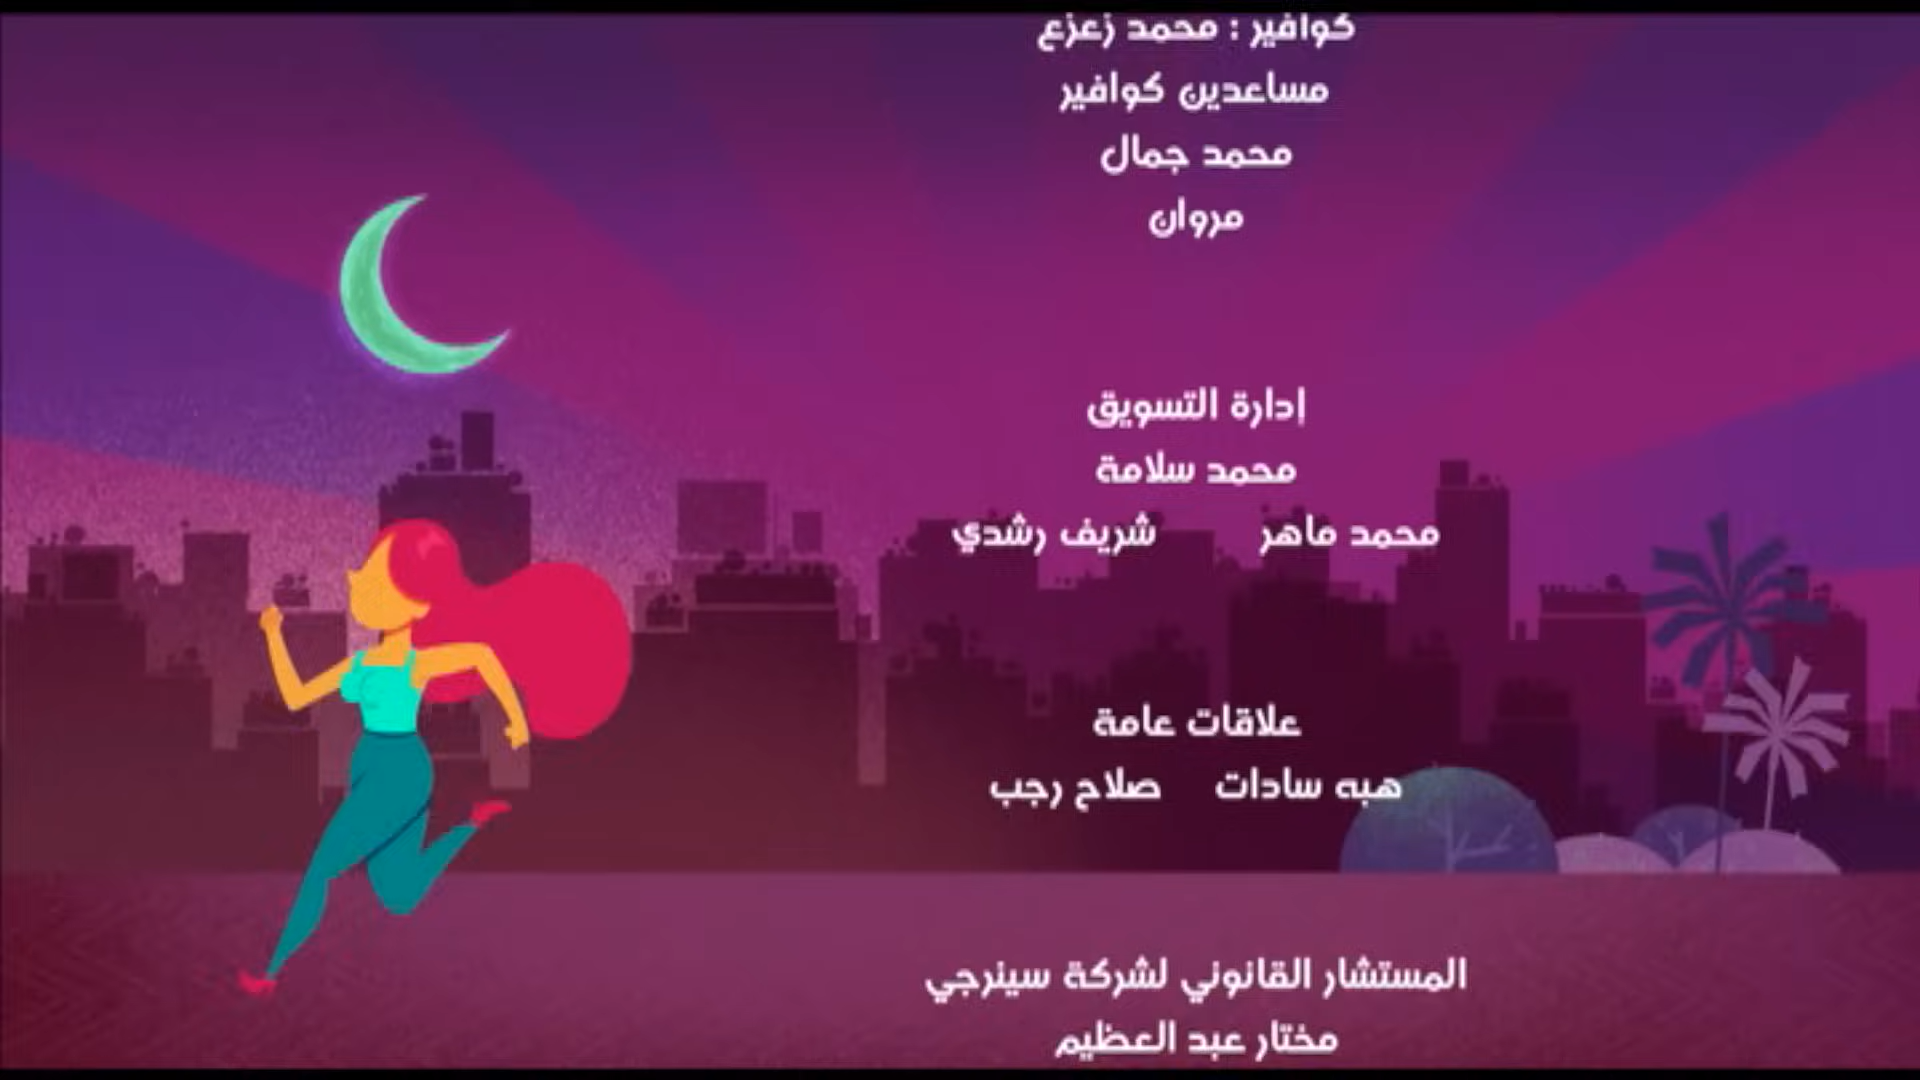 كوافير : محمد زعزع
مساعدين كوافير
محمد جمال
مروان
إدارة التسويق
محمد سلامة
محمد ماهر شريف رشدي
علاقات عامة
هبه سادات صلاح رجب
المستشار القانوني لشركة سينرجي
مختار عبد العظيم